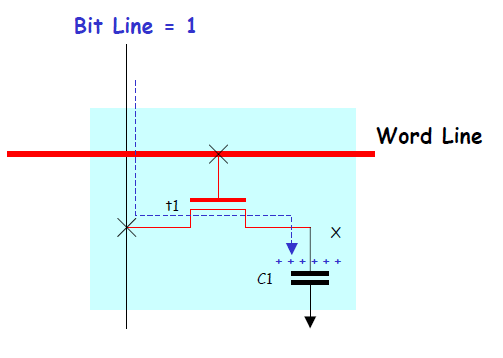 Bit Line = 1
Word Line
t1
X
+ + + + + +
C1